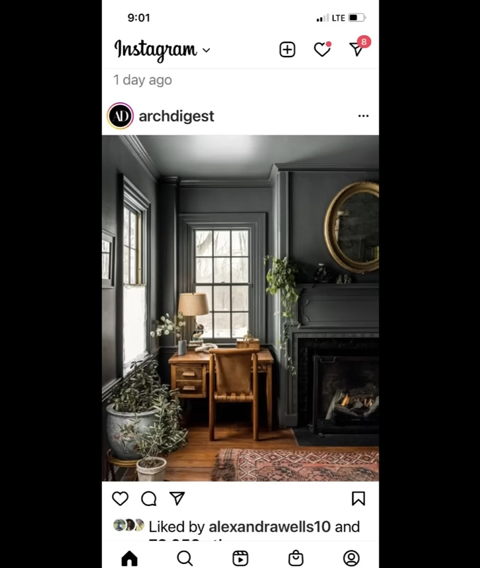 9:01
LTE
Instagram
8
1 day ago
AD
archdigest
Liked by alexandrawells10 and